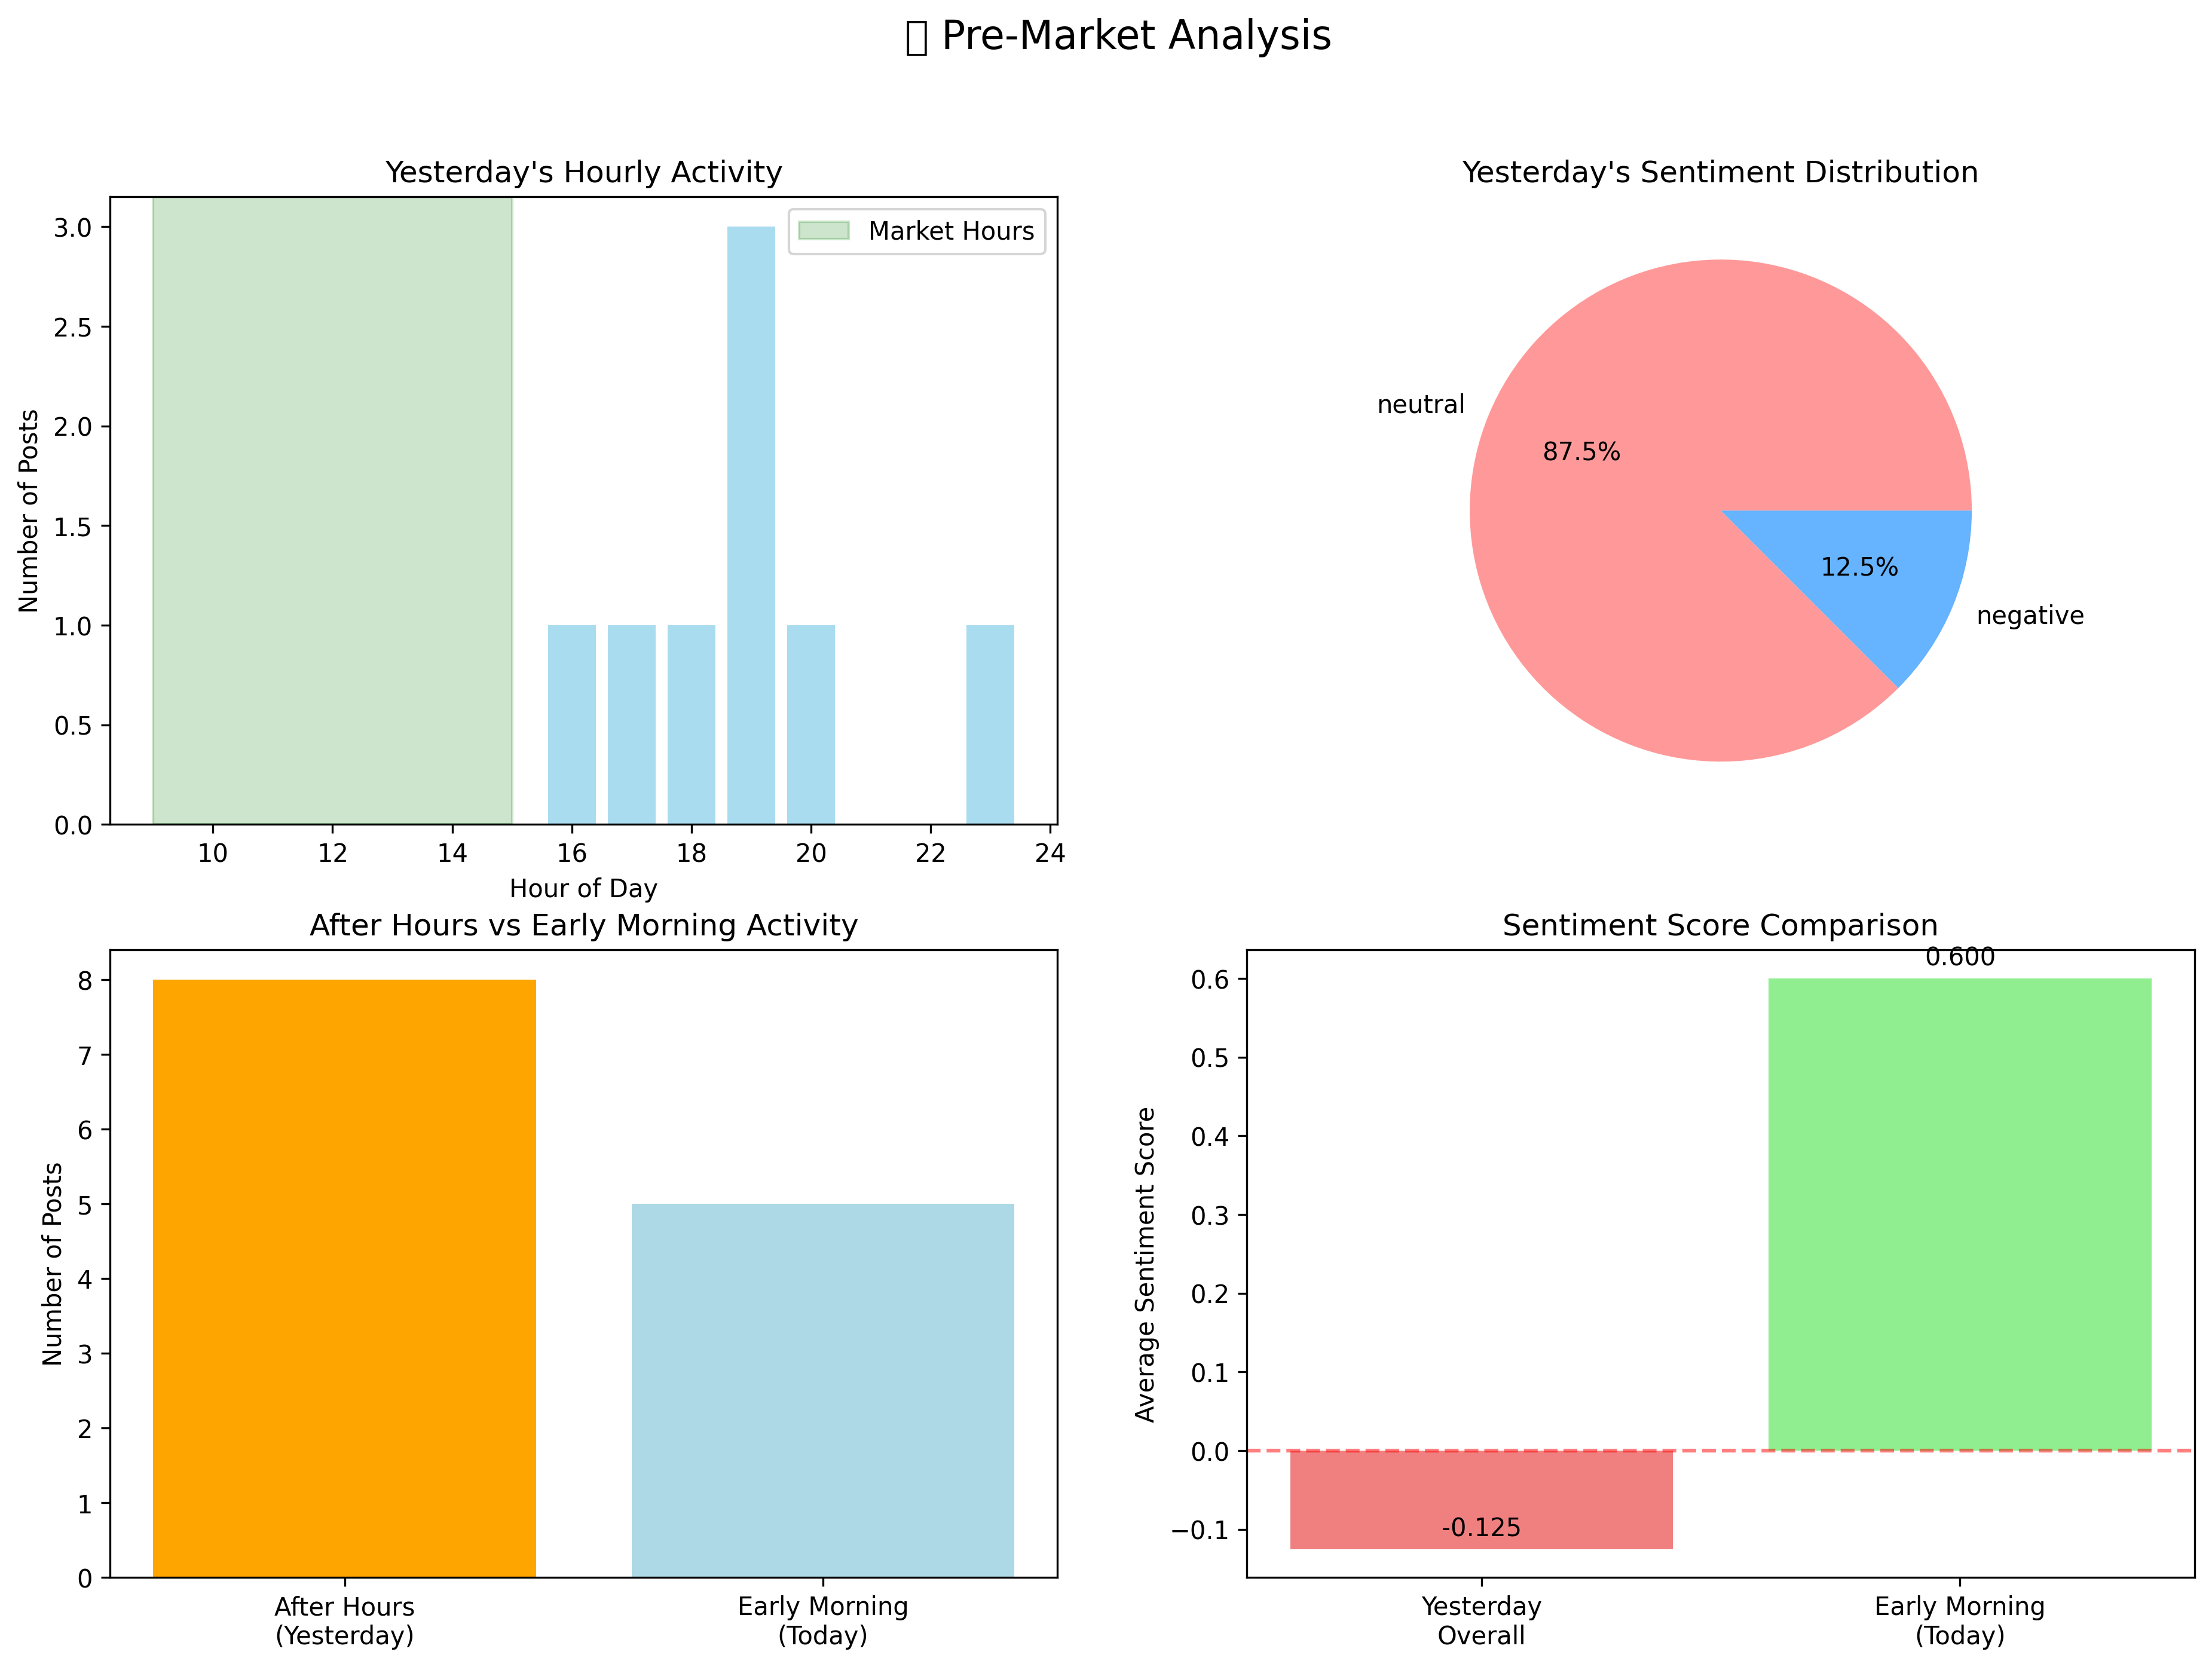 Pre-Market Analysis
Yesterday's Hourly Activity
Number of Posts
3.0
2.5
2.0
1.5
1.0
0.5
0.0
Market Hours
10 12 14 16 18 20 22 24
Hour of Day
Yesterday's Sentiment Distribution
neutral
87.5%
12.5%
negative
After Hours vs Early Morning Activity
Number of Posts
8
7
6
5
4
3
2
1
0
After Hours
(Yesterday)
Early Morning
(Today)
Sentiment Score Comparison
Average Sentiment Score
0.600
0.6
0.5
0.4
0.3
0.2
0.1
0.0
−0.1
-0.125
Yesterday
Overall
Early Morning
(Today)